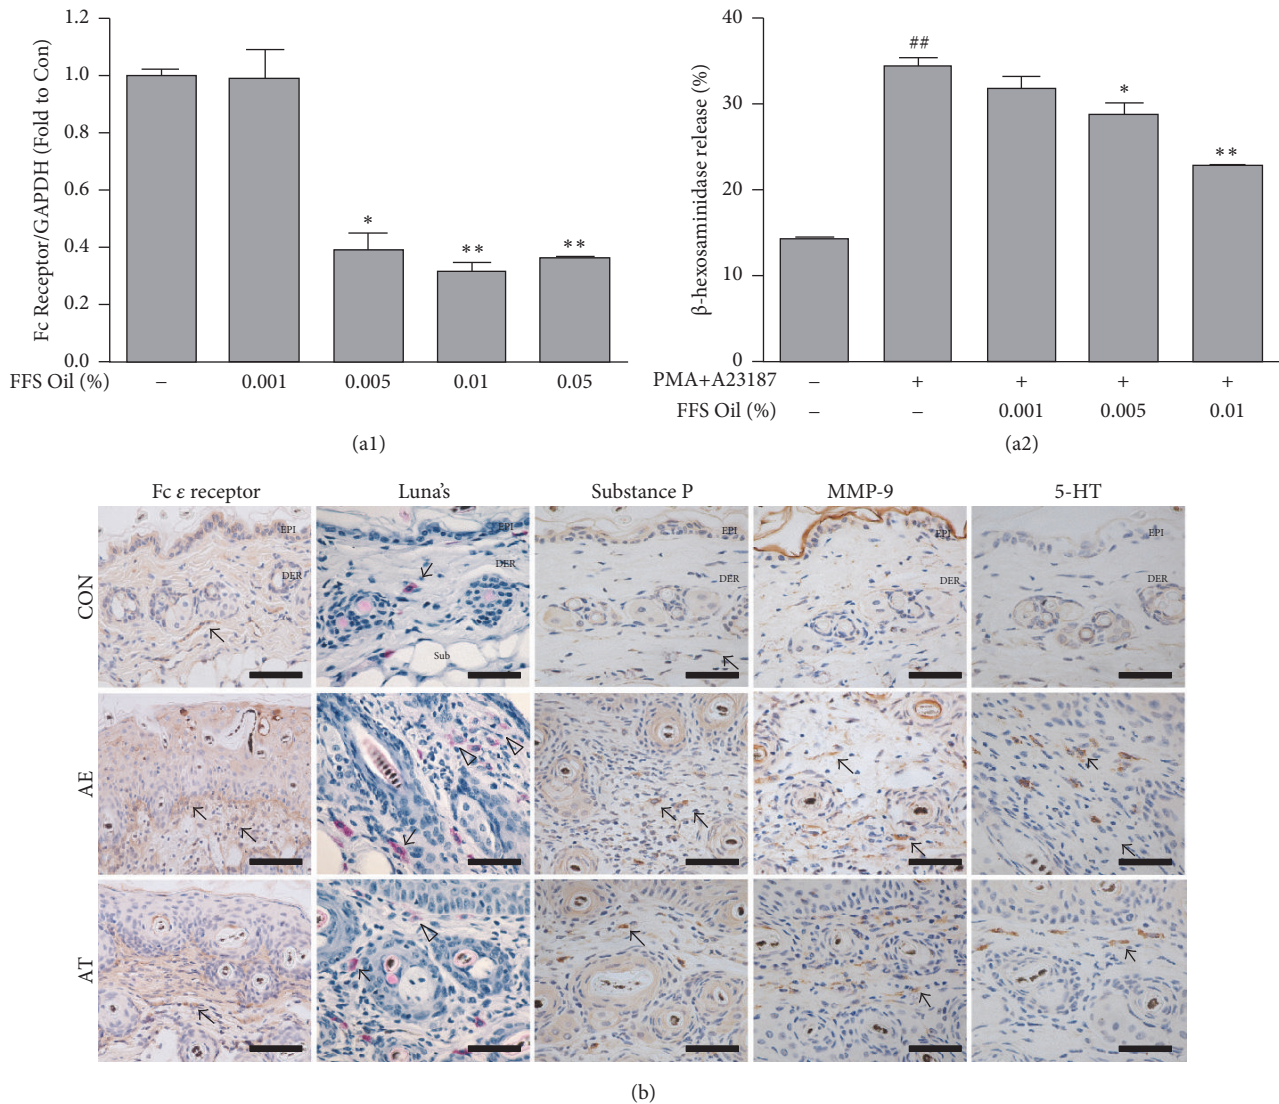 1.2
1.0
0.8
0.6
0.4
0.2
0.0
Fc Receptor/GAPDH (Fold to Con)
*
**
**
FFS Oil (%) – 0.001 0.005 0.01 0.05
(a1)
40
30
20
10
0
β-hexosaminidase release (%)
##
*
**
PMA+A23187 – + + + +
FFS Oil (%) – – 0.001 0.005 0.01
(a2)
Fc ε receptor Luna's Substance P MMP-9 5-HT
CON
EPI EPI EPI EPI EPI
DER DER DER DER DER
Sub
AE
AT
(b)